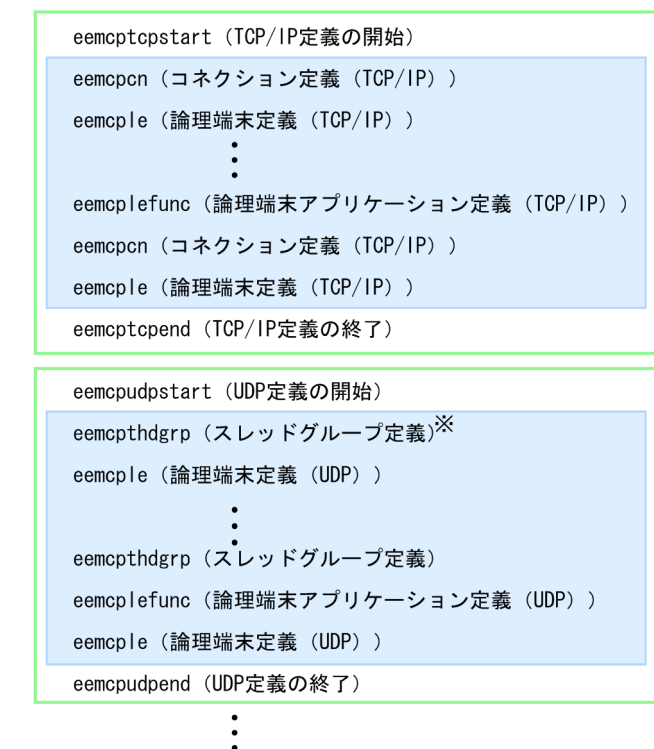 eemcptcpstart（TCP/IP定義の開始）
eemcpcn（コネクション定義（TCP/IP））
eemcple（論理端末定義（TCP/IP））
eemcplefunc（論理端末アプリケーション定義（TCP/IP））
eemcpcn（コネクション定義（TCP/IP））
eemcple（論理端末定義（TCP/IP））
eemcptcpend（TCP/IP定義の終了）
eemcpudpstart（UDP定義の開始）
eemcpthdgrp（スレッドグループ定義）※
eemcple（論理端末定義（UDP））
eemcpthdgrp（スレッドグループ定義）
eemcplefunc（論理端末アプリケーション定義（UDP））
eemcple（論理端末定義（UDP））
eemcpudpend（UDP定義の終了）